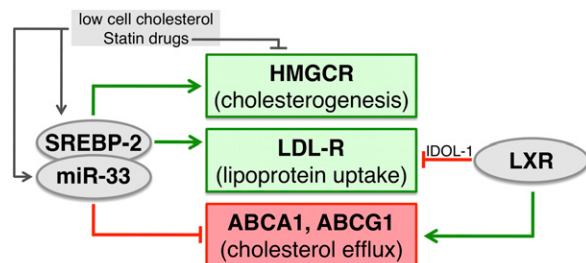 low cell cholesterol
Statin drugs
HMGCR
(cholesterogenesis)
SREBP-2
miR-33
LDL-R
(lipoprotein uptake)
IDOL-1
LXR
ABCA1, ABCG1
(cholesterol efflux)